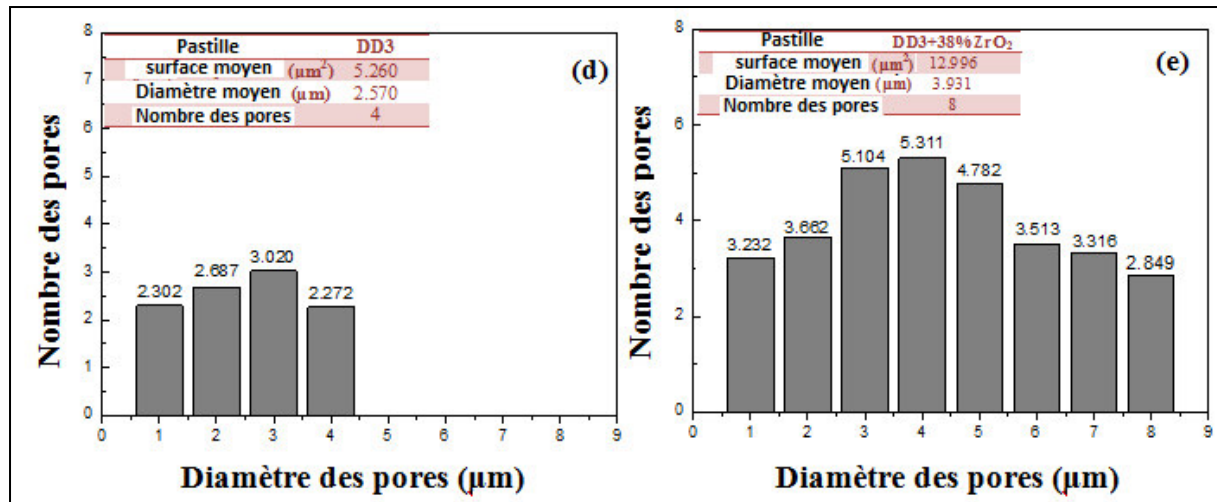 Pastille DD3
surface moyen (µm²) 5.260
Diamètre moyen (µm) 2.570
Nombre des pores 4
(d)
8
7
6
5
4
3
2
1
0
Nombre des pores
2.302 2.687 3.020 2.272
0 1 2 3 4 5 6 7 8 9
Diamètre des pores (µm)
Pastille DD3+38%ZrO₂
surface moyen (µm²) 12.996
Diamètre moyen (µm) 3.931
Nombre des pores 8
(e)
8
6
4
2
0
Nombre des pores
3.232 3.662 5.104 5.311 4.782 3.513 3.316 2.849
0 1 2 3 4 5 6 7 8 9
Diamètre des pores (µm)